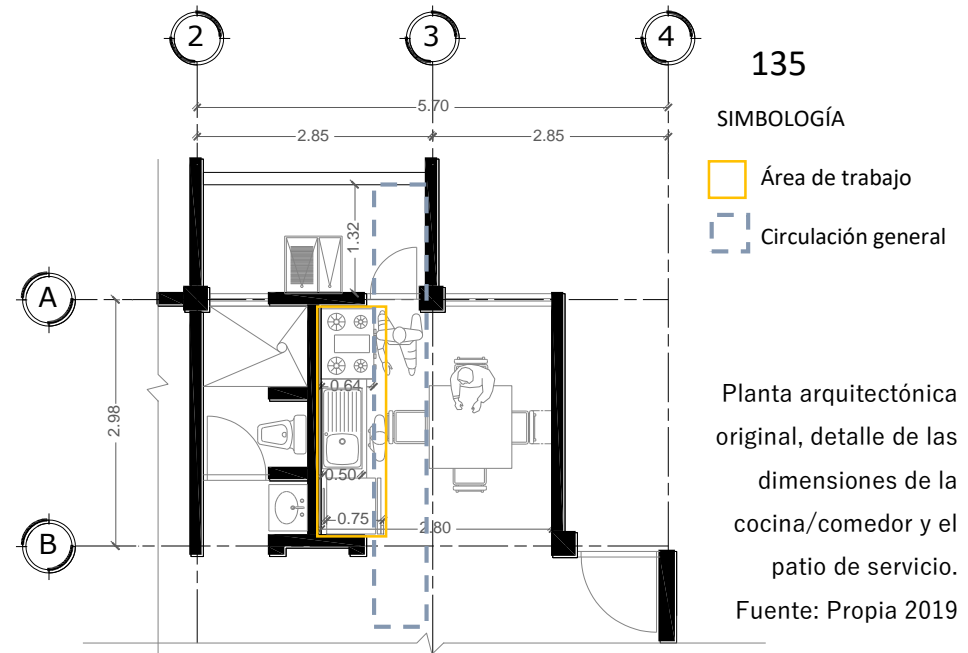 2
3
4
5.70
2.85
2.85
135
SIMBOLOGÍA
Área de trabajo
Circulación general
1.32
A
2.98
0.64
0.50
0.75
2.80
B
Planta arquitectónica
original, detalle de las
dimensiones de la
cocina/comedor y el
patio de servicio.
Fuente: Propia 2019